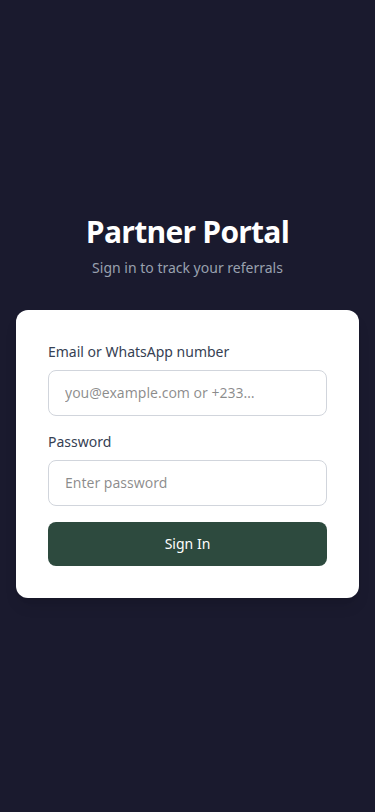 Partner Portal
Sign in to track your referrals
Email or WhatsApp number
you@example.com or +233...
Password
Enter password
Sign In